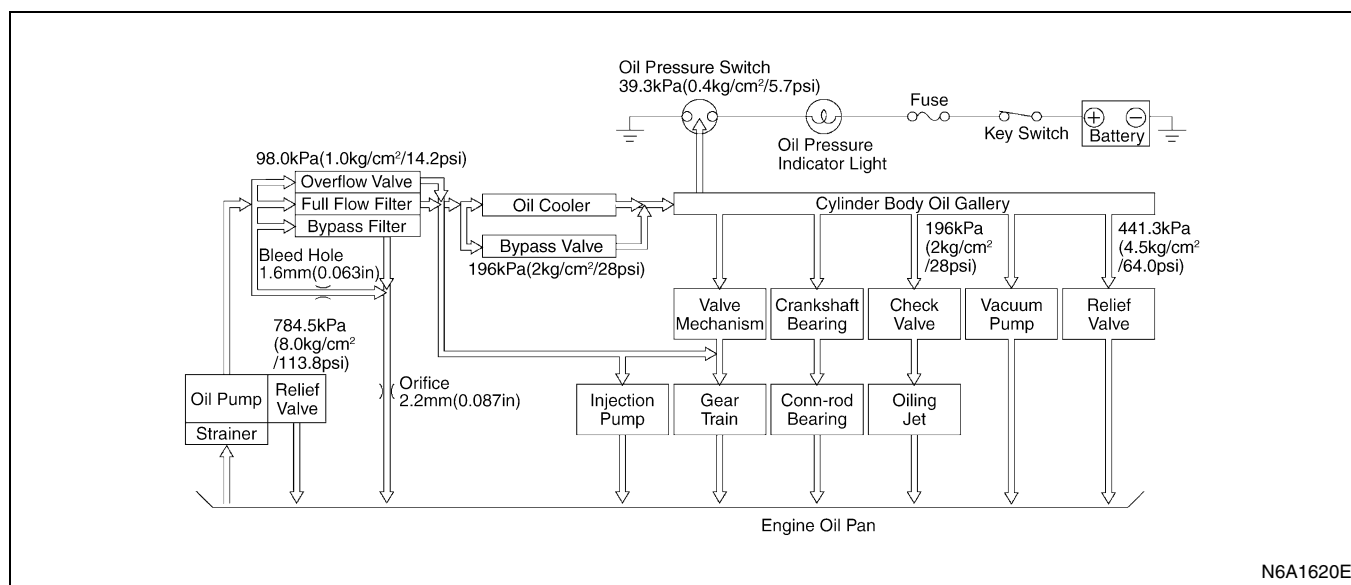 Oil Pressure Switch
39.3kPa(0.4kg/cm²/5.7psi)
Fuse
Key Switch
Battery
Oil Pressure
Indicator Light
98.0kPa(1.0kg/cm²/14.2psi)
Overflow Valve
Full Flow Filter
Bypass Filter
Oil Cooler
Cylinder Body Oil Gallery
Bypass Valve
196kPa(2kg/cm²/28psi)
Bleed Hole
1.6mm(0.063in)
196kPa
(2kg/cm²
/28psi)
441.3kPa
(4.5kg/cm²
/64.0psi)
Valve
Mechanism
Crankshaft
Bearing
Check
Valve
Vacuum
Pump
Relief
Valve
784.5kPa
(8.0kg/cm²
/113.8psi)
Oil Pump
Relief
Valve
Strainer
Orifice
2.2mm(0.087in)
Injection
Pump
Gear
Train
Conn-rod
Bearing
Oiling
Jet
Engine Oil Pan
N6A1620E